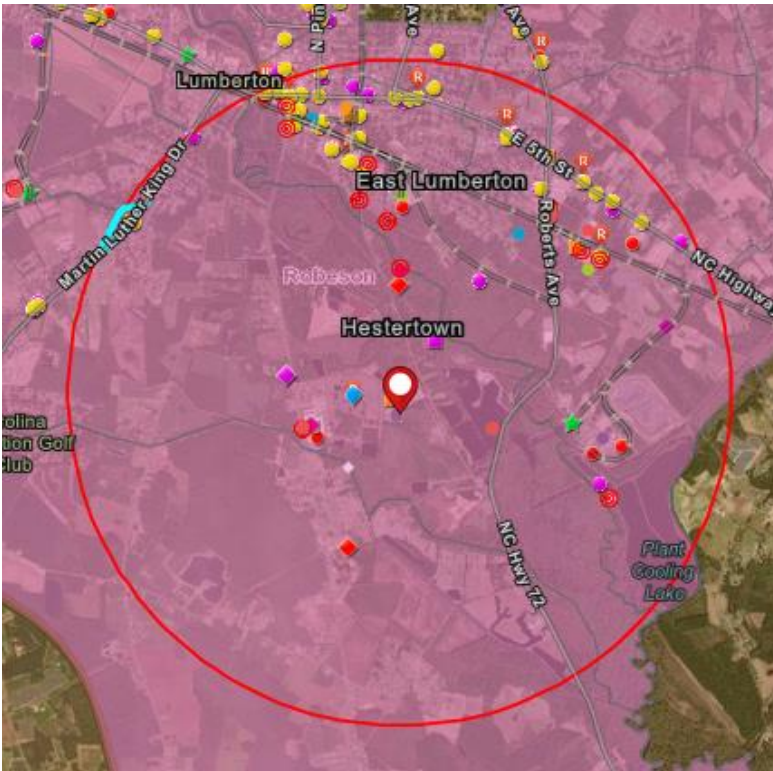 N Pin
Ave
Ave
R
Lumberton
R
R
R
E 5th St
R
East Lumberton
Martin Luther King Dr
Roberts Ave
R
NC Highway
Robeson
Hestertown
rolina
tion Golf
Club
NC Hwy 72
Plant
Cooling
Lake